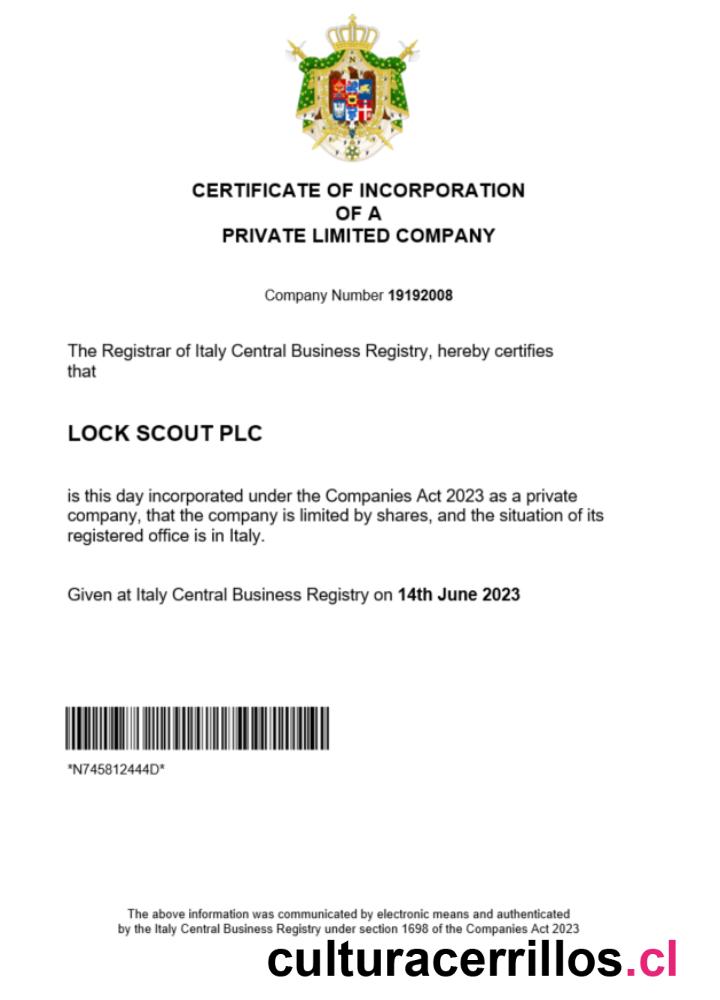 CERTIFICATE OF INCORPORATION
OF A
PRIVATE LIMITED COMPANY
Company Number 19192008
The Registrar of Italy Central Business Registry, hereby certifies
that
LOCK SCOUT PLC
is this day incorporated under the Companies Act 2023 as a private
company, that the company is limited by shares, and the situation of its
registered office is in Italy.
Given at Italy Central Business Registry on 14th June 2023
*N745812444D*
The above information was communicated by electronic means and authenticated
by the Italy Central Business Registry under section 1698 of the Companies Act 2023
culturacerrillos.cl